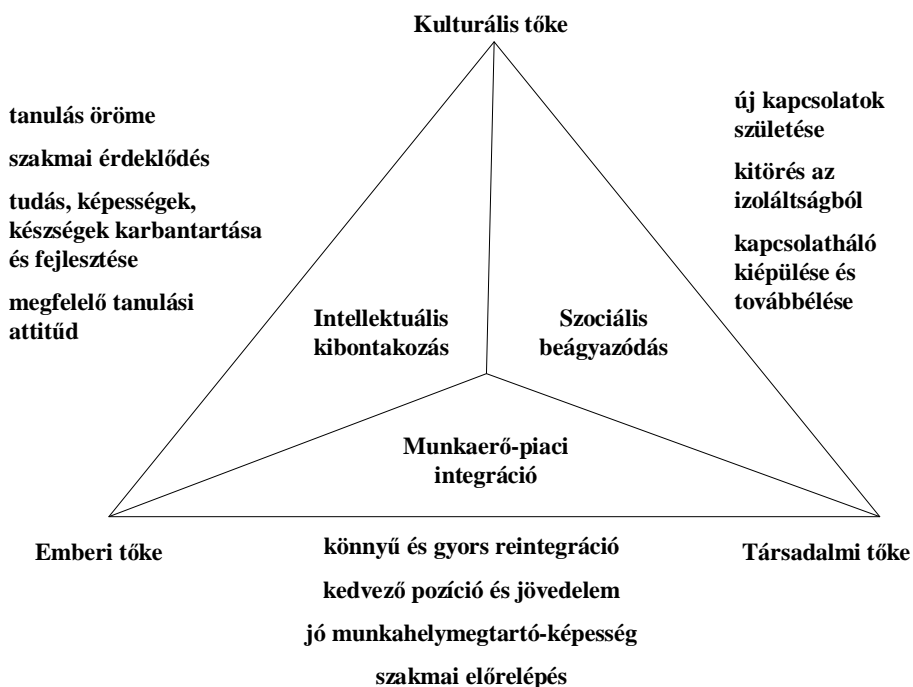 Kulturális tőke
tanulás öröme
szakmai érdeklődés
tudás, képességek,
készségek karbantartása
és fejlesztése
megfelelő tanulási
attitűd
új kapcsolatok
születése
kitörés az
izoláltságból
kapcsolatháló
kiépülése és
továbbélése
Intellektuális
kibontakozás
Szociális
beágyazódás
Munkaerő-piaci
integráció
Emberi tőke
Társadalmi tőke
könnyű és gyors reintegráció
kedvező pozíció és jövedelem
jó munkahelymegtartó-képesség
szakmai előrelépés